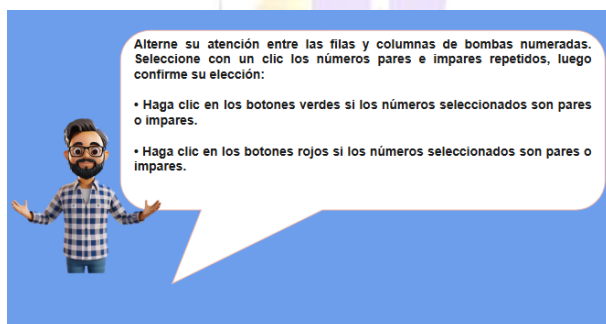 Alterne su atención entre las filas y columnas de bombas numeradas.
Seleccione con un clic los números pares e impares repetidos, luego
confirme su elección:
• Haga clic en los botones verdes si los números seleccionados son pares
o impares.
• Haga clic en los botones rojos si los números seleccionados son pares o
impares.